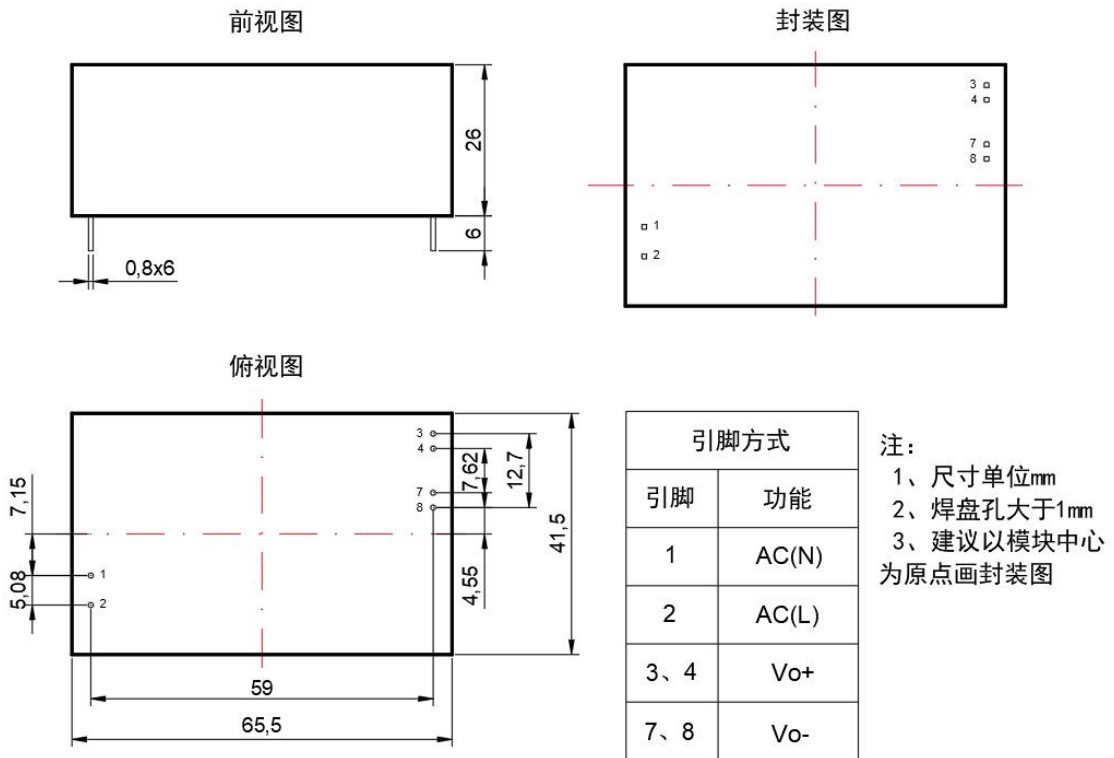 前视图
26
6
0,8x6
封装图
3
4
7
8
1
2
俯视图
3
4
7
8
1
2
7,15
5,08
7,62
12,7
4,55
41,5
59
65,5
引脚方式
引脚 功能
1 AC(N)
2 AC(L)
3、4 Vo+
7、8 Vo-
注：
1、尺寸单位mm
2、焊盘孔大于1mm
3、建议以模块中心
为原点画封装图